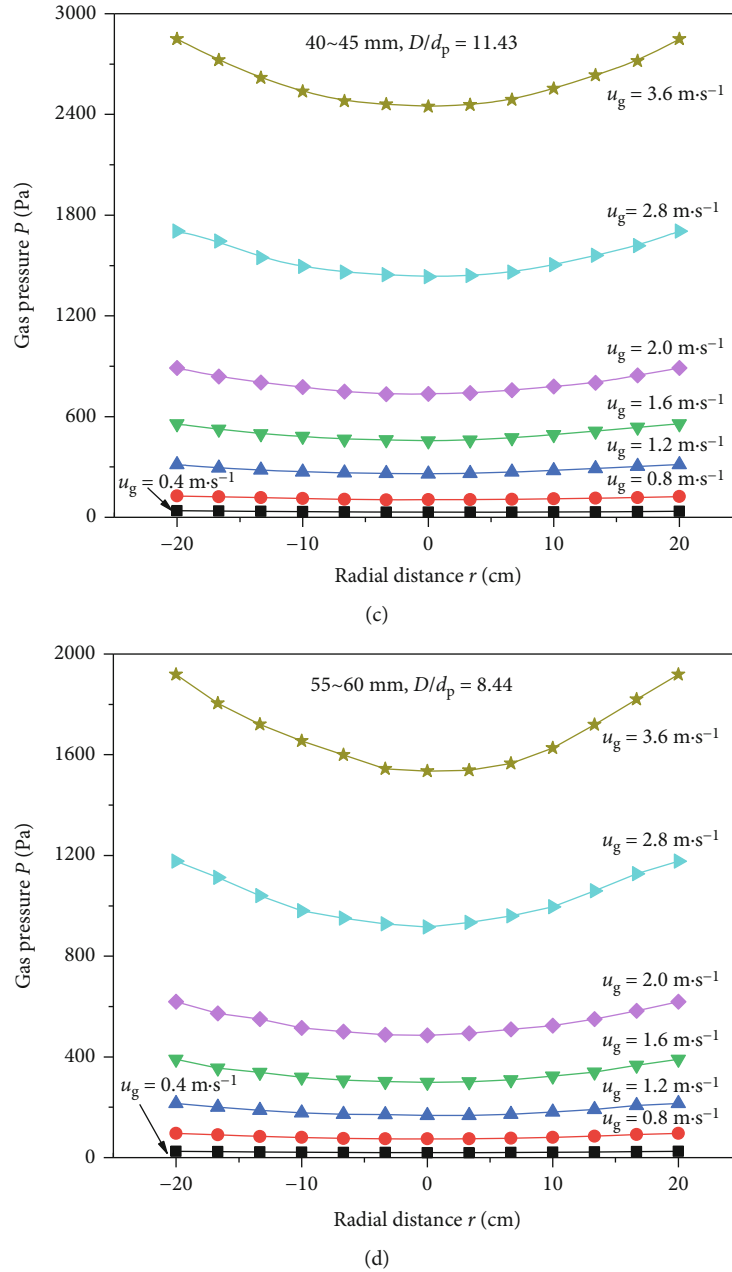 3000
40~45 mm, D/dp = 11.43
ug = 3.6 m·s−1
2400
ug = 2.8 m·s−1
1800
Gas pressure P (Pa)
1200
ug = 2.0 m·s−1
ug = 1.6 m·s−1
600
ug = 1.2 m·s−1
ug = 0.4 m·s−1
ug = 0.8 m·s−1
0
−20 −10 0 10 20
Radial distance r (cm)
(c)
2000
55~60 mm, D/dp = 8.44
ug = 3.6 m·s−1
1600
ug = 2.8 m·s−1
1200
Gas pressure P (Pa)
800
ug = 2.0 m·s−1
ug = 1.6 m·s−1
400
ug = 0.4 m·s−1
ug = 1.2 m·s−1
ug = 0.8 m·s−1
0
−20 −10 0 10 20
Radial distance r (cm)
(d)